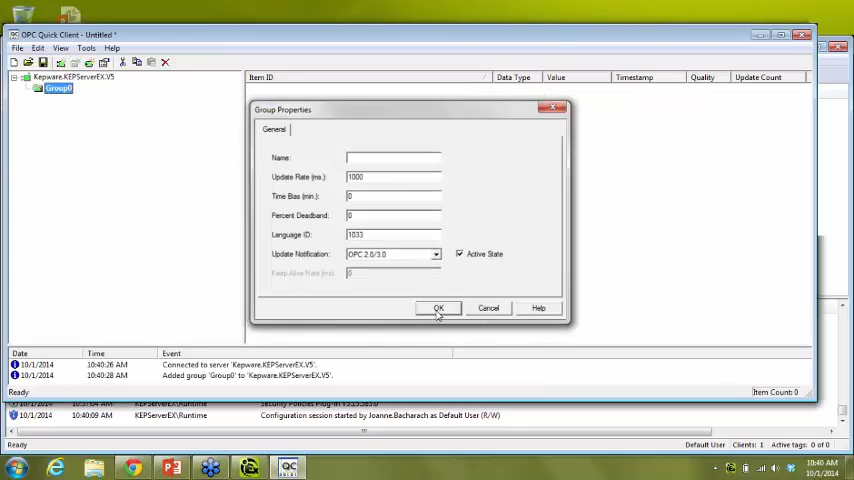 OPC Quick Client - Untitled *
File Edit View Tools Help
Kepware.KEPServerEX.V5
Group0
Item ID Data Type Value Timestamp Quality Update Count
Group Properties
General
Name:
Update Rate (ms.): 1000
Time Bias (min.): 0
Percent Deadband: 0
Language ID: 1033
Update Notification: OPC 2.0/3.0 Active State
Keep Alive Rate (ms): 0
OK Cancel Help
Date Time Event
10/1/2014 10:40:26 AM Connected to server 'Kepware.KEPServerEX.V5'.
10/1/2014 10:40:28 AM Added group 'Group0' to 'Kepware.KEPServerEX.V5'.
Ready Item Count: 0
10/1/2014 10:40:09 AM KEPServerEX\Runtime Configuration session started by Joanne.Bacharach as Default User (R/W)
Ready Default User Clients: 1 Active tags: 0 of 0
QC
10:40 AM
10/1/2014